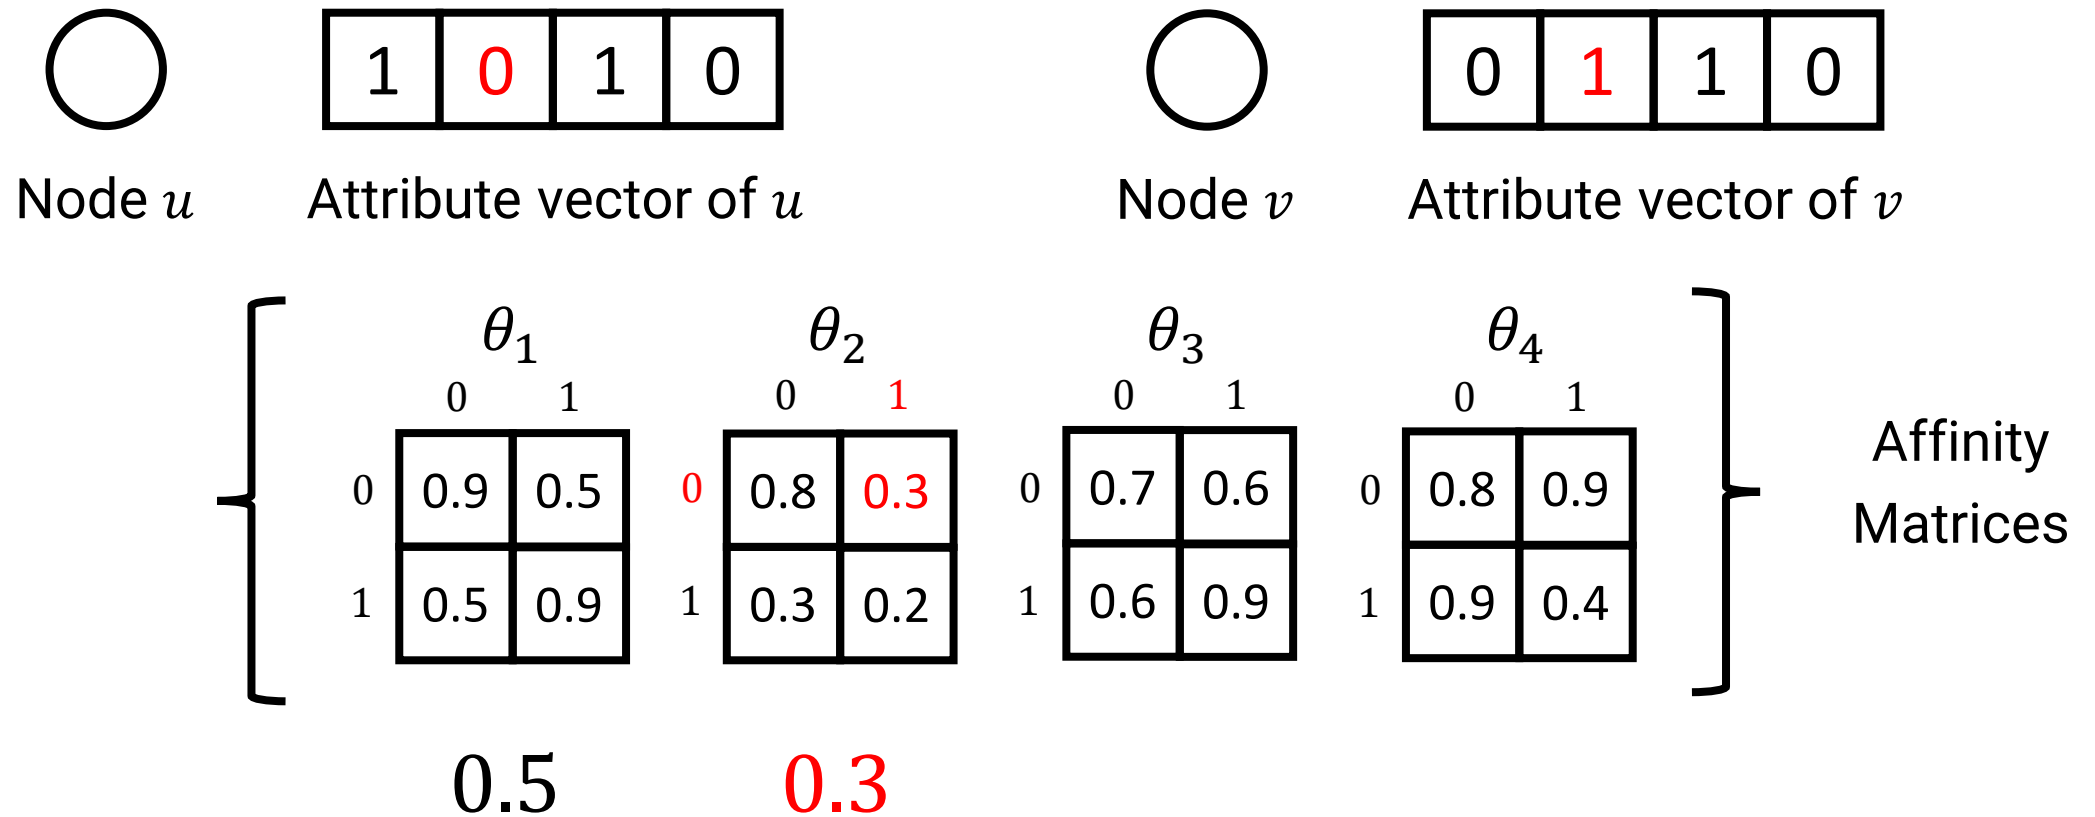 1 0 1 0 0 1 1 0
Node u Attribute vector of u Node v Attribute vector of v
θ1 θ2 θ3 θ4
0 1 0 1 0 1 0 1
0 0.9 0.5 0 0.8 0.3 0 0.7 0.6 0 0.8 0.9
1 0.5 0.9 1 0.3 0.2 1 0.6 0.9 1 0.9 0.4
Affinity
Matrices
0.5 0.3